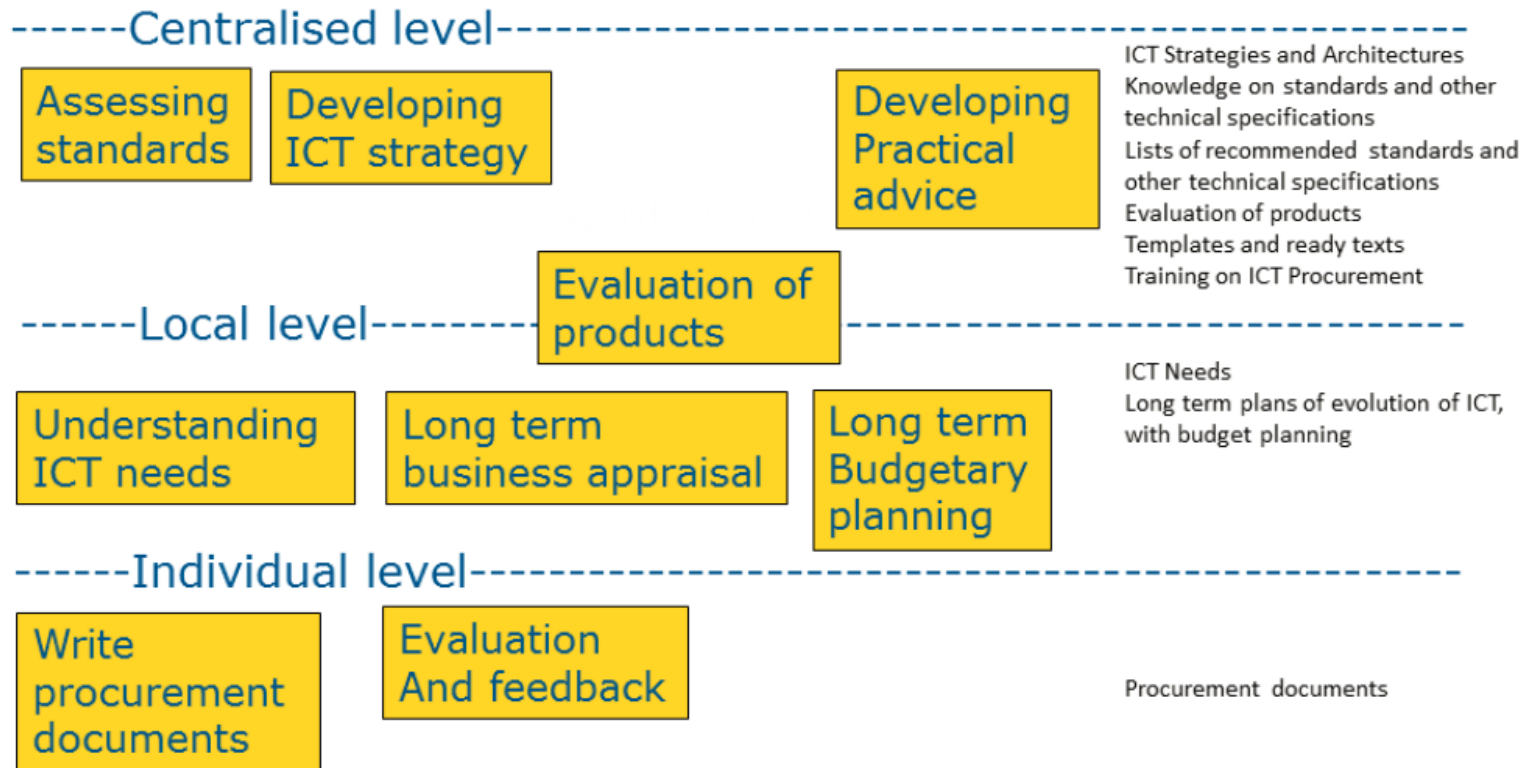 ------Centralised level------------------------------------------------------------
Assessing
standards
Developing
ICT strategy
Developing
Practical
advice
ICT Strategies and Architectures
Knowledge on standards and other
technical specifications
Lists of recommended standards and
other technical specifications
Evaluation of products
Templates and ready texts
Training on ICT Procurement
Evaluation of
products
------Local level------------------------------------------------
ICT Needs
Long term plans of evolution of ICT,
with budget planning
Understanding
ICT needs
Long term
business appraisal
Long term
Budgetary
planning
------Individual level--------------------------------------------------------------
Write
procurement
documents
Evaluation
And feedback
Procurement documents